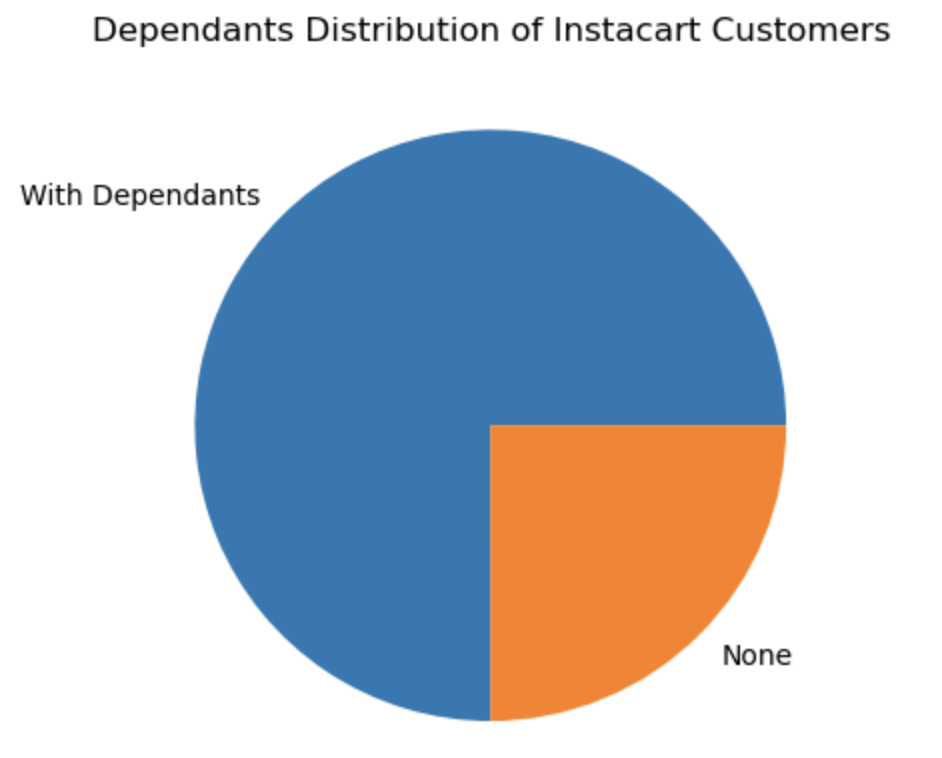 Dependants Distribution of Instacart Customers
With Dependants
None